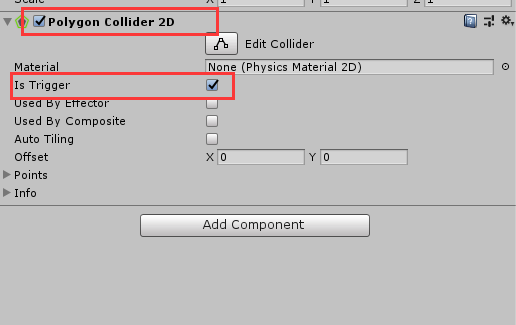 Scale X 1 Y 1 Z 1
Polygon Collider 2D
Edit Collider
Material None (Physics Material 2D)
Is Trigger
Used By Effector
Used By Composite
Auto Tiling
Offset X 0 Y 0
Points
Info
Add Component